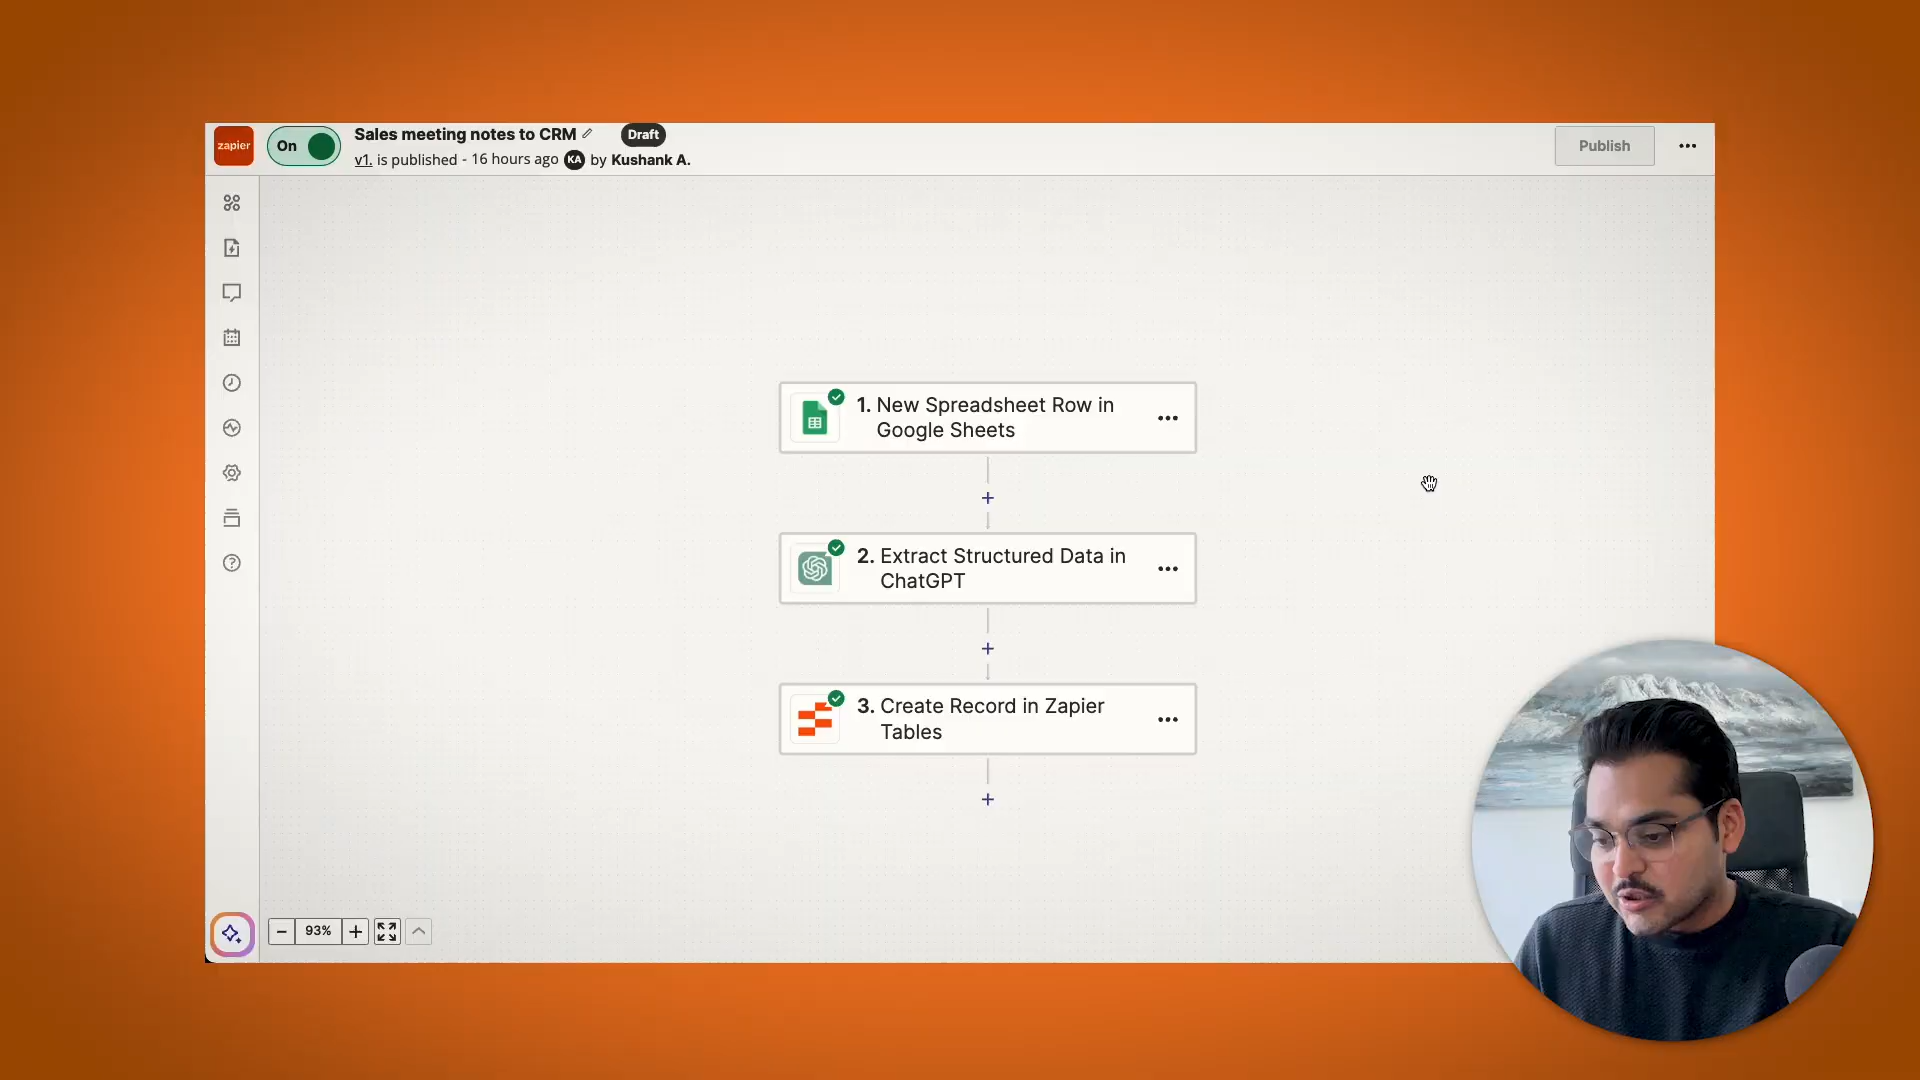 zapier
On
Sales meeting notes to CRM
Draft
v1. is published - 16 hours ago KA by Kushank A.
Publish
1. New Spreadsheet Row in
Google Sheets
2. Extract Structured Data in
ChatGPT
3. Create Record in Zapier
Tables
93%